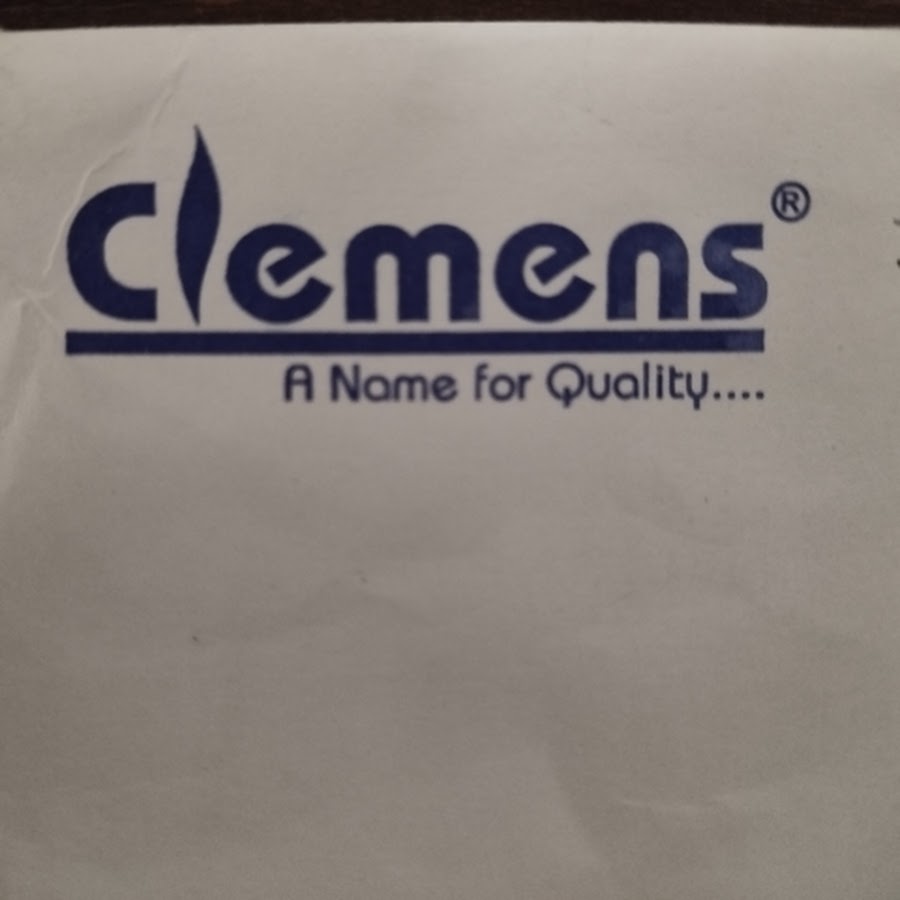 Clemens®
A Name for Quality....